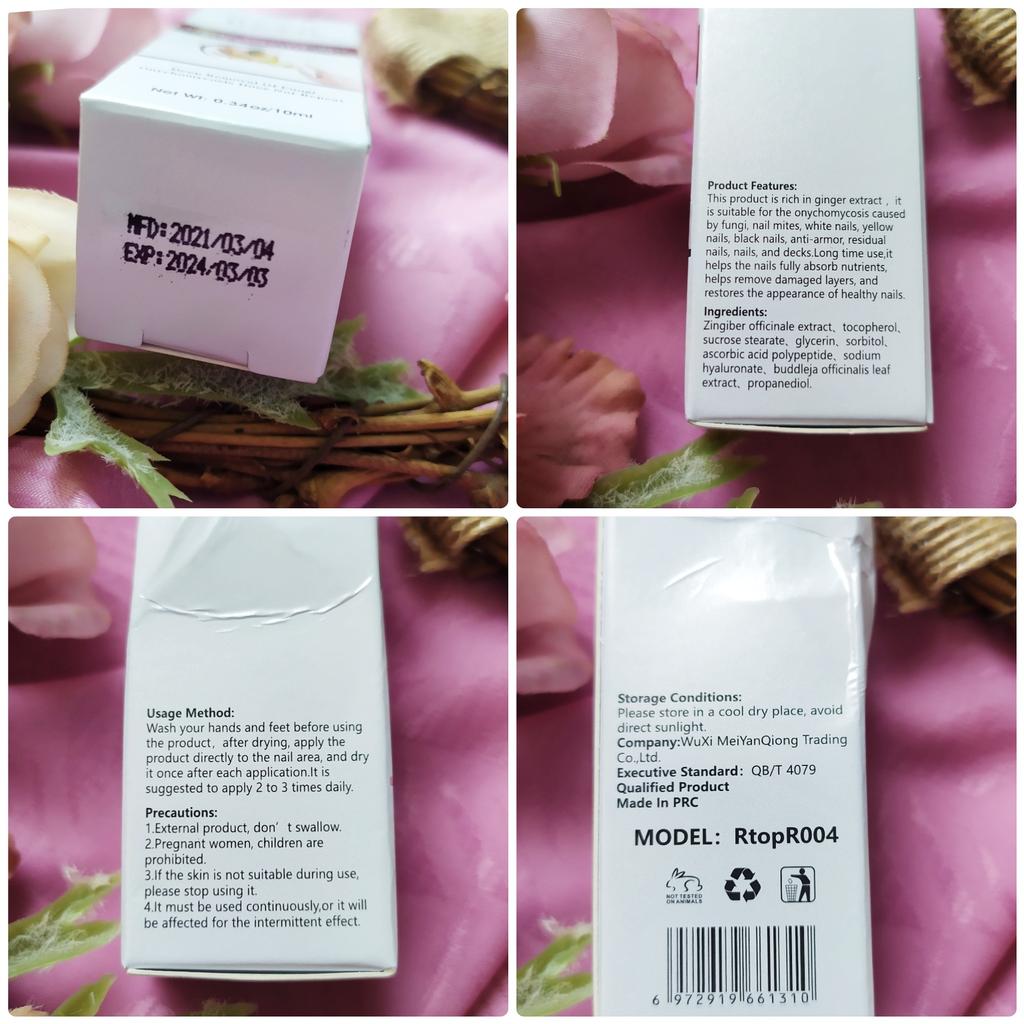 Net Wt. 0.34oz/10ml
MFD:2021/03/04
EXP:2024/03/03
Product Features:
This product is rich in ginger extract , it
is suitable for the onychomycosis caused
by fungi, nail mites, white nails, yellow
nails, black nails, anti-armor, residual
nails, nails, and decks.Long time use,it
helps the nails fully absorb nutrients,
helps remove damaged layers, and
restores the appearance of healthy nails.
Ingredients:
Zingiber officinale extract、tocopherol、
sucrose stearate、glycerin、sorbitol、
ascorbic acid polypeptide、sodium
hyaluronate、buddleja officinalis leaf
extract、propanediol.
Usage Method:
Wash your hands and feet before using
the product，after drying, apply the
product directly to the nail area, and dry
it once after each application.It is
suggested to apply 2 to 3 times daily.
Precautions:
1.External product, don’t swallow.
2.Pregnant women, children are
prohibited.
3.If the skin is not suitable during use,
please stop using it.
4.It must be used continuously,or it will
be affected for the intermittent effect.
Storage Conditions:
Please store in a cool dry place, avoid
direct sunlight.
Company:WuXi MeiYanQiong Trading
Co.,Ltd.
Executive Standard：QB/T 4079
Qualified Product
Made In PRC
MODEL：RtopR004
NOT TESTED
ON ANIMALS
6 972919 661310